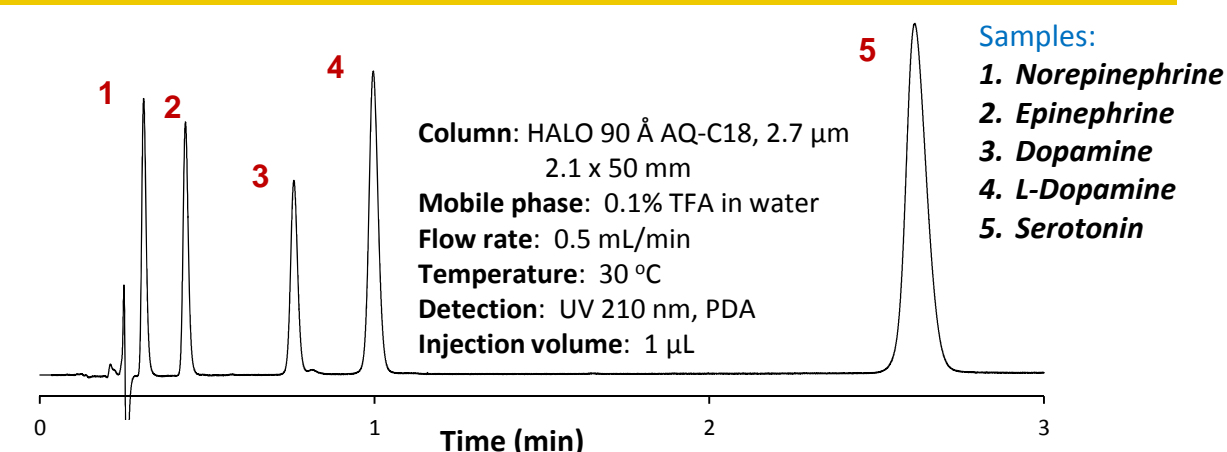 1
2
3
4
5
Column: HALO 90 Å AQ-C18, 2.7 µm
2.1 x 50 mm
Mobile phase: 0.1% TFA in water
Flow rate: 0.5 mL/min
Temperature: 30 ºC
Detection: UV 210 nm, PDA
Injection volume: 1 µL
Samples:
1. Norepinephrine
2. Epinephrine
3. Dopamine
4. L-Dopamine
5. Serotonin
0
1
2
3
Time (min)